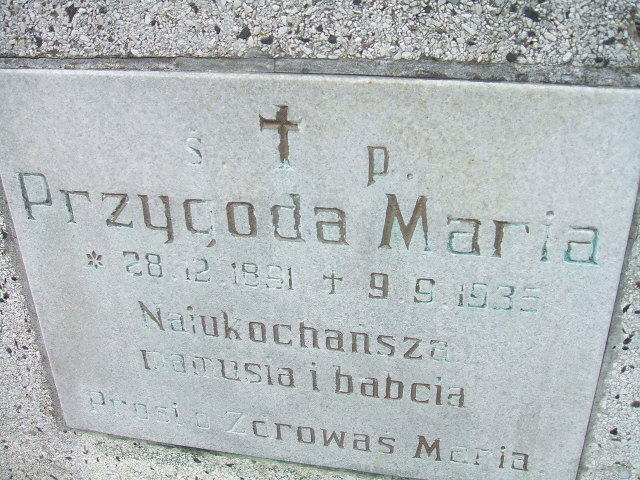 ś p.
Przygoda Maria
* 28.12.1891 + 9.9.1935
Najukochańsza
Mamusia i babcia
Prosi o Zdrowaś Maria